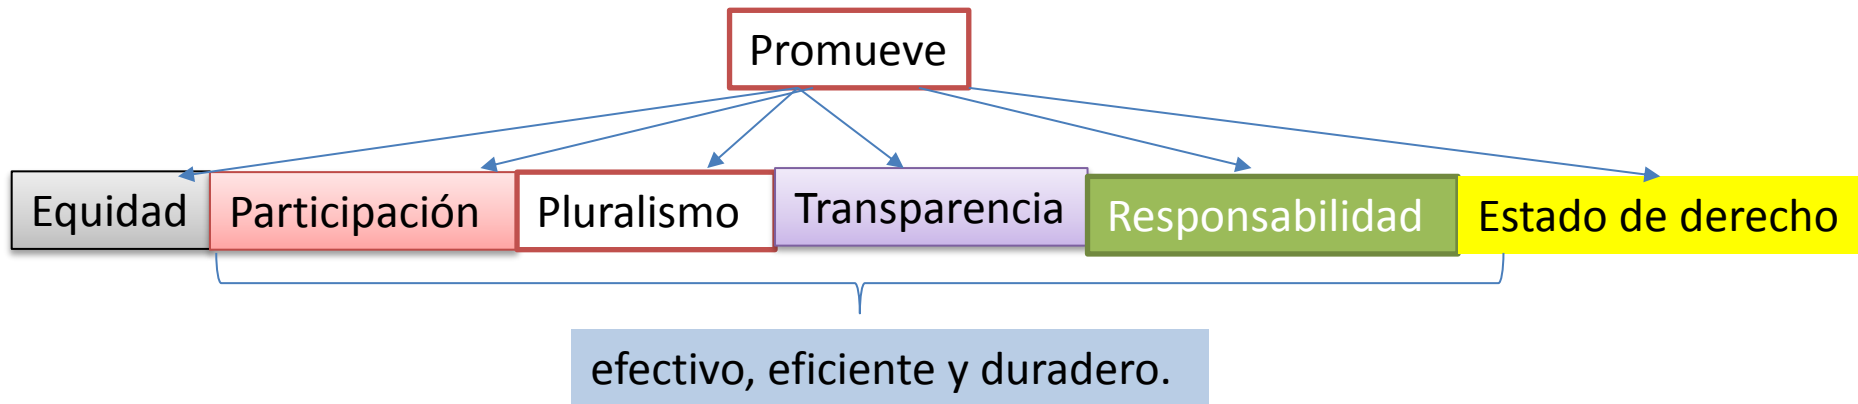 Promueve
Equidad
Participación
Pluralismo
Transparencia
Responsabilidad
Estado de derecho
efectivo, eficiente y duradero.